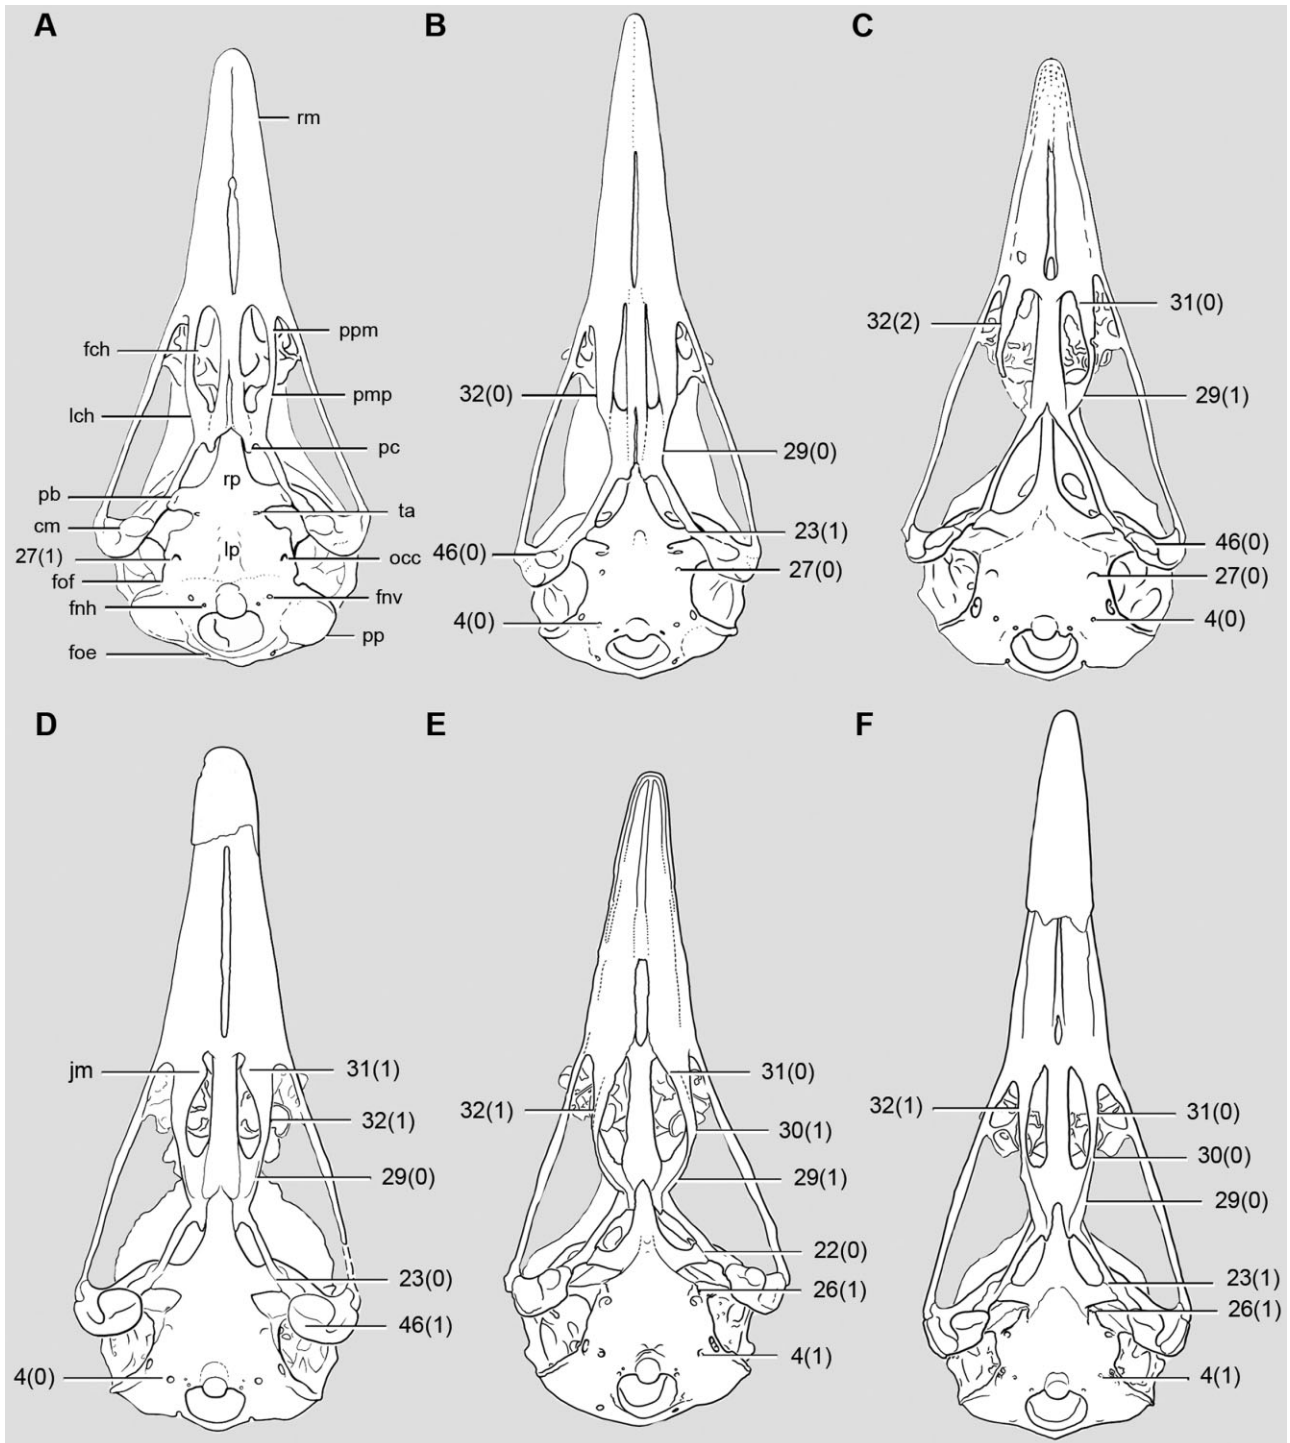 A
rm
ppm
fch
pmp
lch
pc
rp
pb
ta
cm
lp
27(1)
occ
fof
fnv
fnh
pp
foe
B
32(0)
29(0)
23(1)
46(0)
27(0)
4(0)
C
31(0)
32(2)
29(1)
46(0)
27(0)
4(0)
D
jm
31(1)
32(1)
29(0)
23(0)
46(1)
4(0)
E
31(0)
32(1)
30(1)
29(1)
22(0)
26(1)
4(1)
F
32(1)
31(0)
30(0)
29(0)
23(1)
26(1)
4(1)